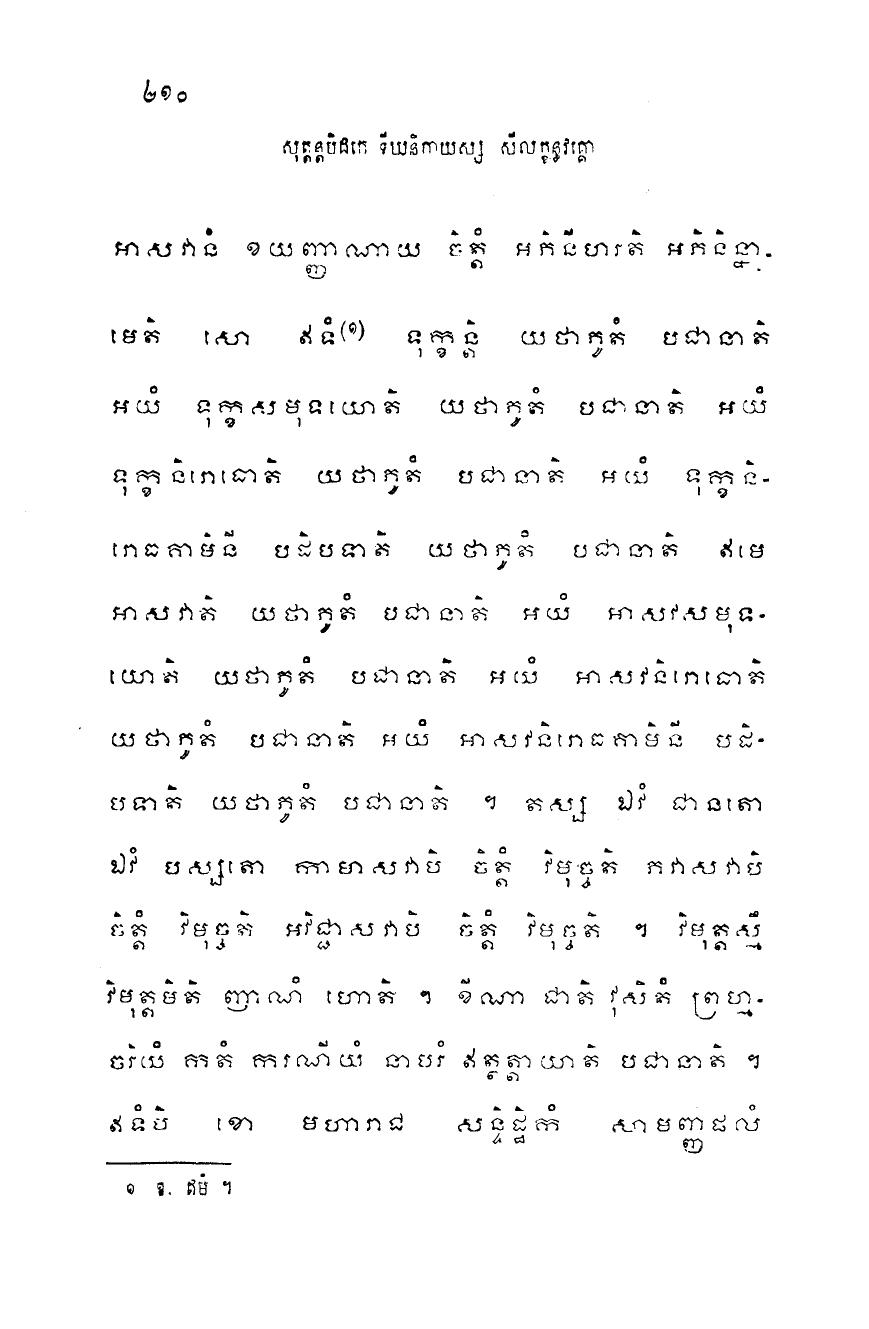 ២១០
សុត្តន្តបិដកេ ទីឃនិកាយស្ស សីលក្ខន្ធវគ្គោ
អាសវានំ ខយញ្ញាណាយ ចិត្តំ អភិនីហរតិ អភិនិន្នា-
មេតិ សោ ឥទំ(១) ទុក្ខន្តិ យថាភូតំ បជានាតិ
អយំ ទុក្ខសមុទយោតិ យថាភូតំ បជានាតិ អយំ
ទុក្ខនិរោធោតិ យថាភូតំ បជានាតិ អយំ ទុក្ខនិ-
រោធគាមិនី បដិបទាតិ យថាភូតំ បជានាតិ ឥមេ
អាសវាតិ យថាភូតំ បជានាតិ អយំ អាសវសមុទ-
យោតិ យថាភូតំ បជានាតិ អយំ អាសវនិរោធោតិ
យថាភូតំ បជានាតិ អយំ អាសវនិរោធគាមិនី បដិ-
បទាតិ យថាភូតំ បជានាតិ ។ តស្ស ឯវំ ជានតោ
ឯវំ បស្សតោ កាមាសវាបិ ចិត្តំ វិមុច្ចតិ ភវាសវាបិ
ចិត្តំ វិមុច្ចតិ អវិជ្ជាសវាបិ ចិត្តំ វិមុច្ចតិ ។ វិមុត្តស្មឹ
វិមុត្តមិតិ ញាណំ ហោតិ ។ ខីណា ជាតិ វុសិតំ ព្រហ្ម-
ចរិយំ កតំ ករណីយំ នាបរំ ឥត្ថត្តាយាតិ បជានាតិ ។
ឥទំបិ ខោ មហារាជ សន្ទិដ្ឋិកំ សាមញ្ញផលំ
១ ឱ. ឥមំ ។